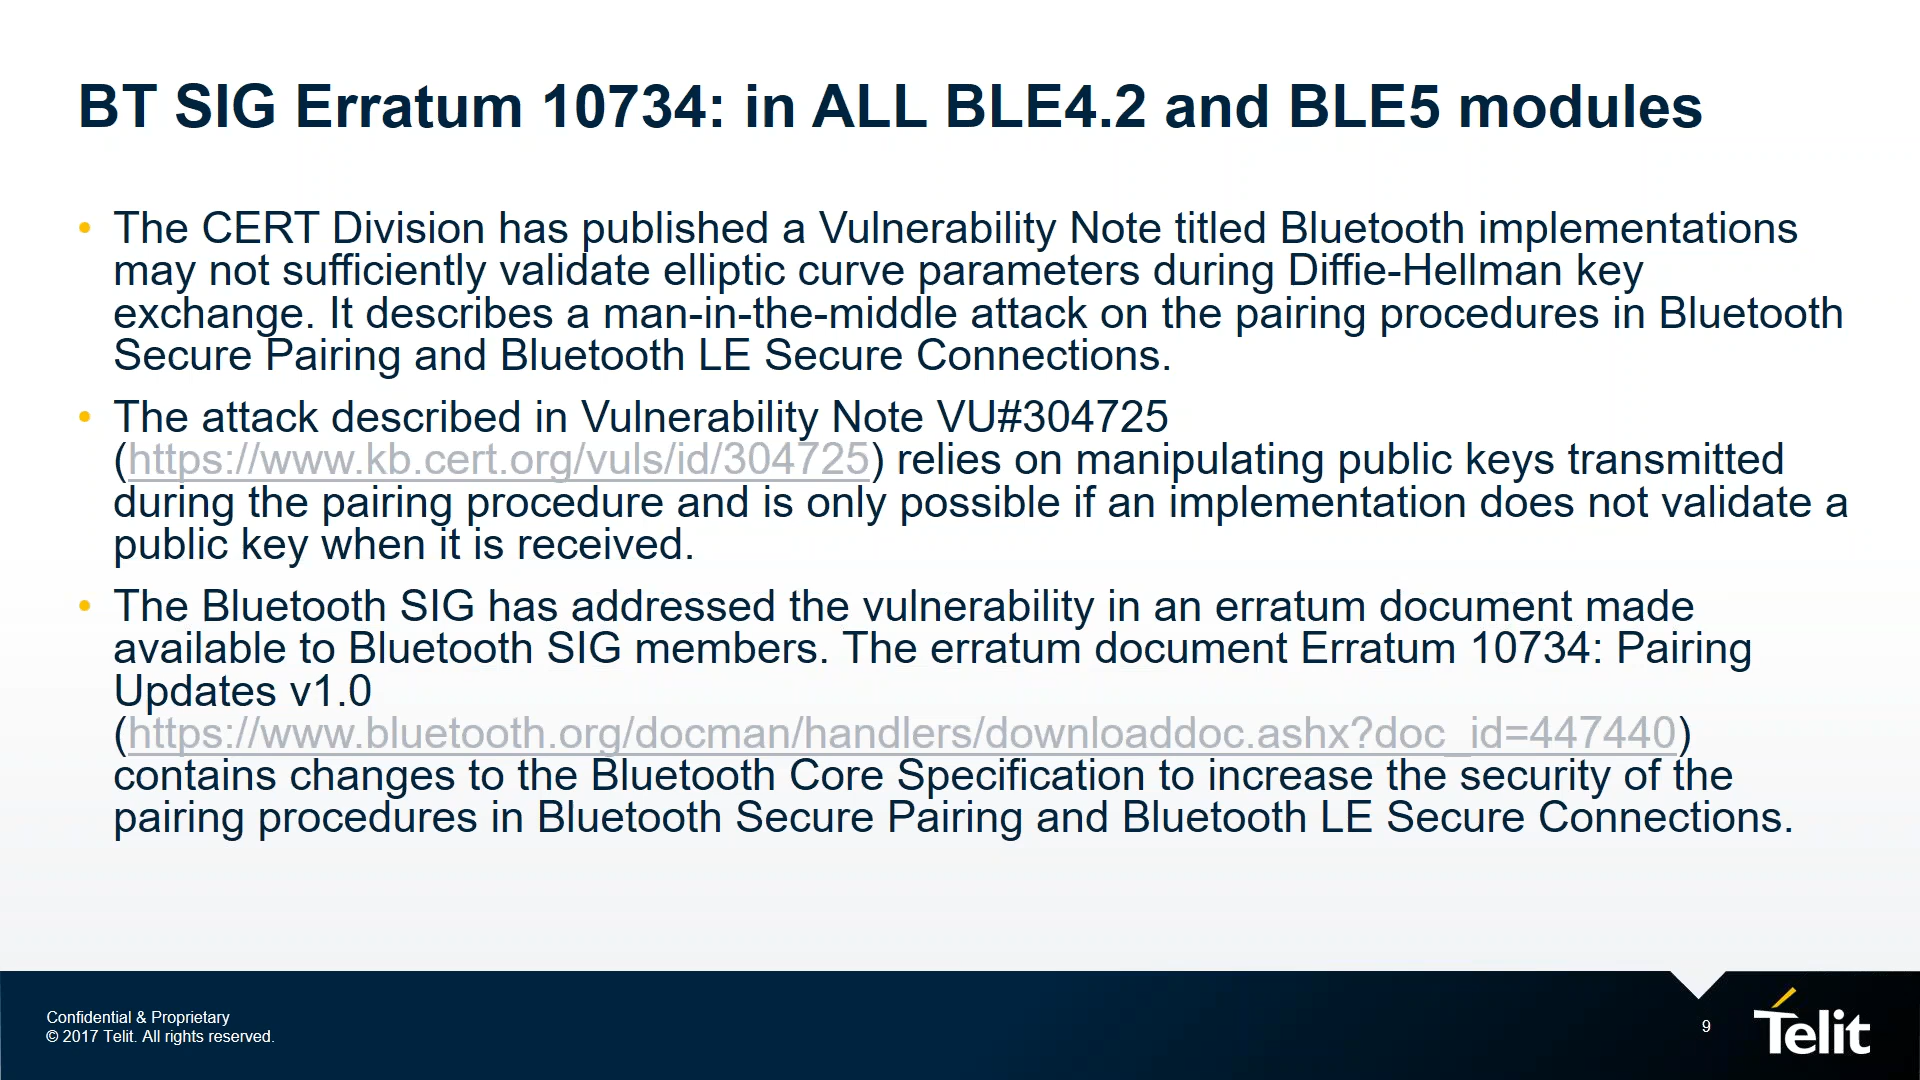 BT SIG Erratum 10734: in ALL BLE4.2 and BLE5 modules
• The CERT Division has published a Vulnerability Note titled Bluetooth implementations
may not sufficiently validate elliptic curve parameters during Diffie-Hellman key
exchange. It describes a man-in-the-middle attack on the pairing procedures in Bluetooth
Secure Pairing and Bluetooth LE Secure Connections.
• The attack described in Vulnerability Note VU#304725
(https://www.kb.cert.org/vuls/id/304725) relies on manipulating public keys transmitted
during the pairing procedure and is only possible if an implementation does not validate a
public key when it is received.
• The Bluetooth SIG has addressed the vulnerability in an erratum document made
available to Bluetooth SIG members. The erratum document Erratum 10734: Pairing
Updates v1.0
(https://www.bluetooth.org/docman/handlers/downloaddoc.ashx?doc_id=447440)
contains changes to the Bluetooth Core Specification to increase the security of the
pairing procedures in Bluetooth Secure Pairing and Bluetooth LE Secure Connections.
Confidential & Proprietary
© 2017 Telit. All rights reserved.
9
Telit